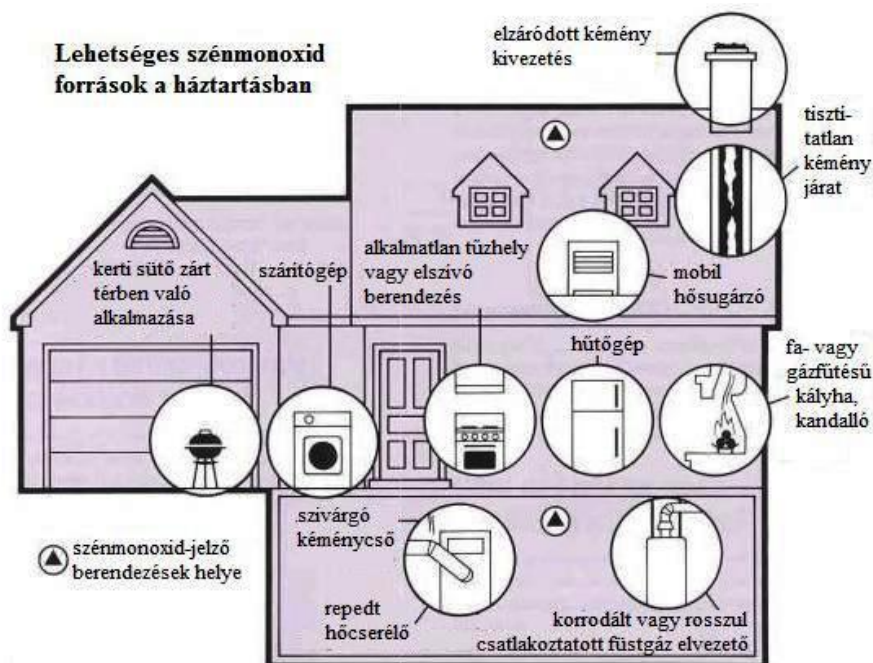 Lehetséges szénmonoxid
források a háztartásban
elzáródott kémény
kivezetés
tiszti-
tatlan
kémény
járat
kerti sütő zárt
térben való
alkalmazása
száritógép
alkalmatlan tűzhely
vagy elszívó
berendezés
mobil
hősugárzó
hűtőgép
fa- vagy
gázfűtésű
kályha,
kandalló
szivárgó
kéménycső
repedt
hőcserélő
korrodált vagy rosszul
csatlakoztatott füstgáz elvezető
szénmonoxid-jelző
berendezések helye